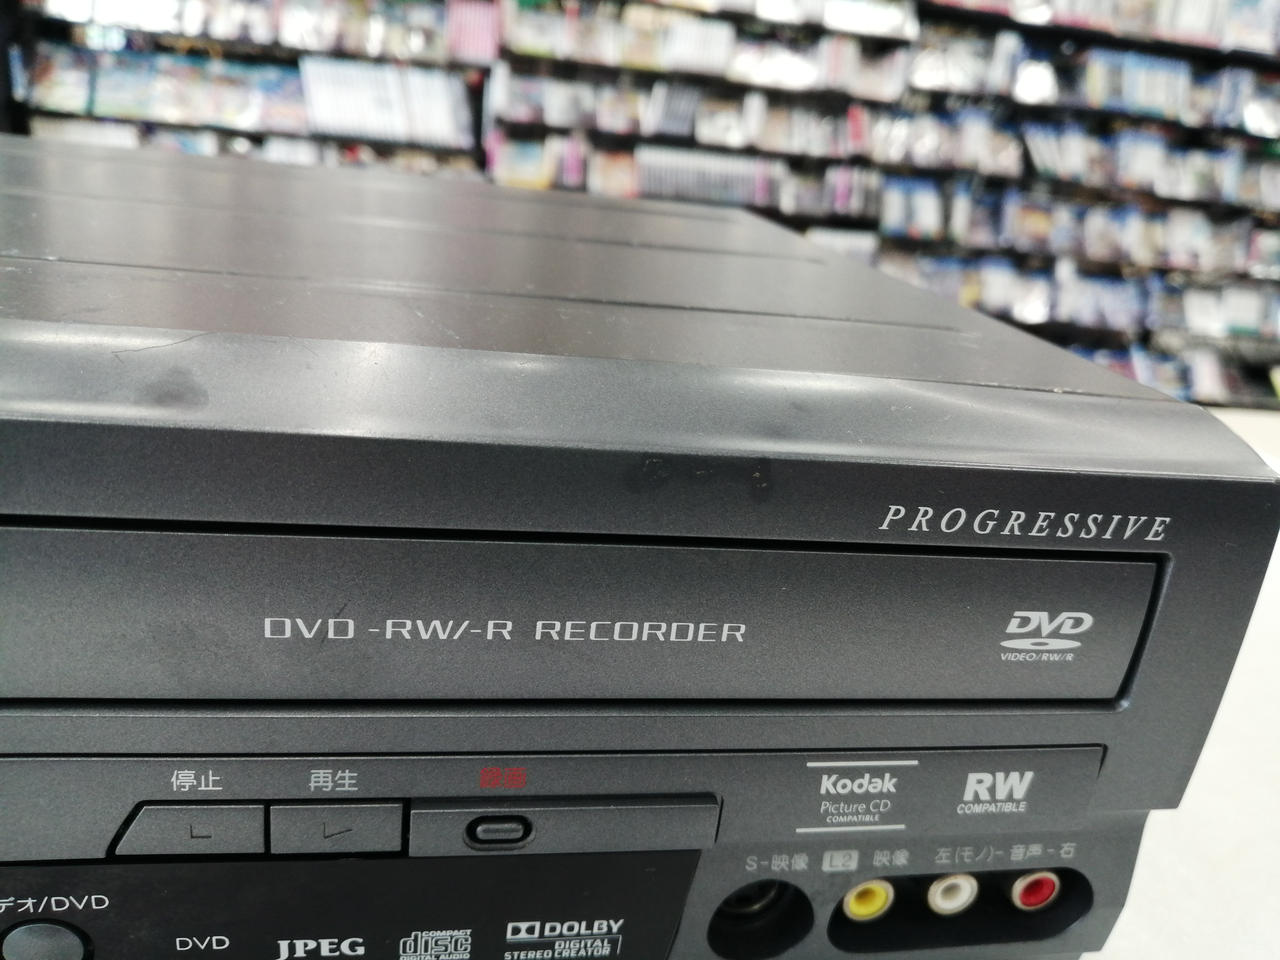 PROGRESSIVE
DVD -RW/-R RECORDER
DVD
VIDEO/RW/R
停止 再生 録画
Kodak
Picture CD
COMPATIBLE
RW
COMPATIBLE
S-映像 L2 映像 左(モノ)- 音声 - 右
デオ/DVD
DVD
JPEG
COMPACT
disc
DIGITAL AUDIO
DOLBY
DIGITAL
STEREO CREATOR